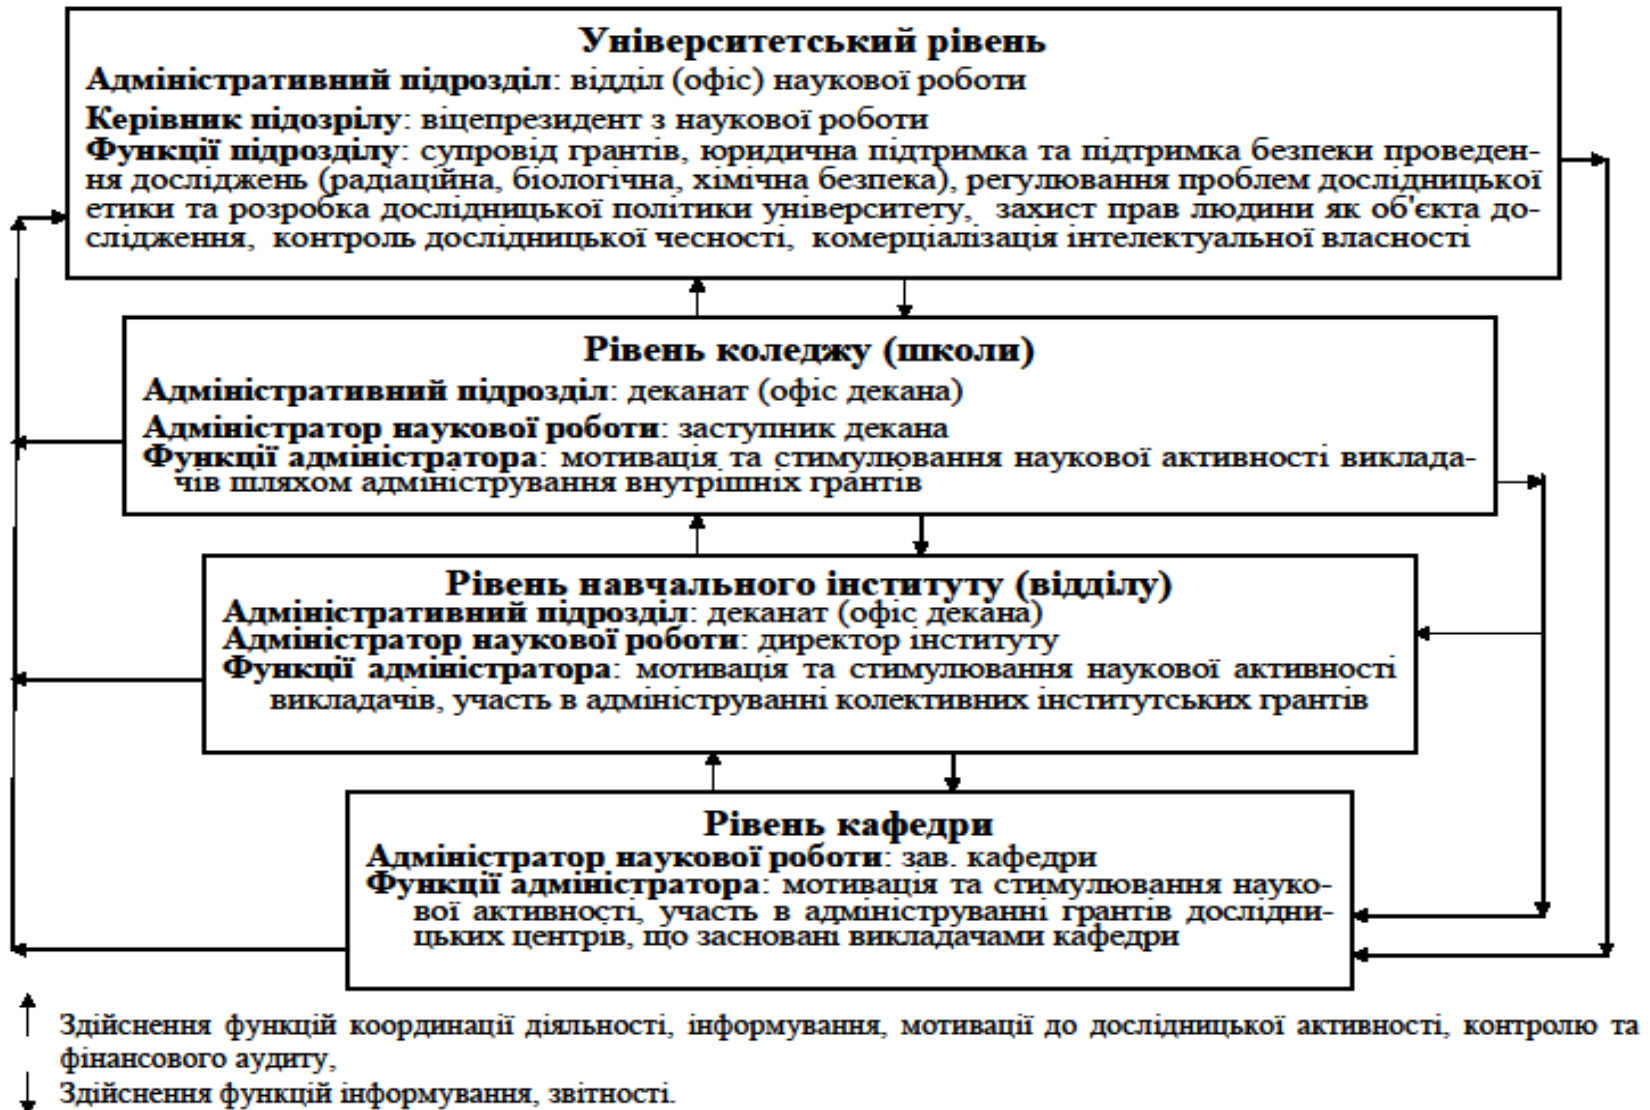 Університетський рівень
Адміністративний підрозділ: відділ (офіс) наукової роботи
Керівник підозрілу: віцепрезидент з наукової роботи
Функції підрозділу: супровід грантів, юридична підтримка та підтримка безпеки проведен-
ня досліджень (радіаційна, біологічна, хімічна безпека), регулювання проблем дослідницької
етики та розробка дослідницької політики університету, захист прав людини як об'єкта до-
слідження, контроль дослідницької чесності, комерціалізація інтелектуальної власності
Рівень коледжу (школи)
Адміністративний підрозділ: деканат (офіс декана)
Адміністратор наукової роботи: заступник декана
Функції адміністратора: мотивація та стимулювання наукової активності виклада-
чів шляхом адміністрування внутрішніх грантів
Рівень навчального інституту (відділу)
Адміністративний підрозділ: деканат (офіс декана)
Адміністратор наукової роботи: директор інституту
Функції адміністратора: мотивація та стимулювання наукової активності
викладачів, участь в адмініструванні колективних інститутських грантів
Рівень кафедри
Адміністратор наукової роботи: зав. кафедри
Функції адміністратора: мотивація та стимулювання науко-
вої активності, участь в адмініструванні грантів дослідни-
цьких центрів, що засновані викладачами кафедри
Здійснення функцій координації діяльності, інформування, мотивації до дослідницької активності, контролю та
фінансового аудиту,
Здійснення функцій інформування, звітності.